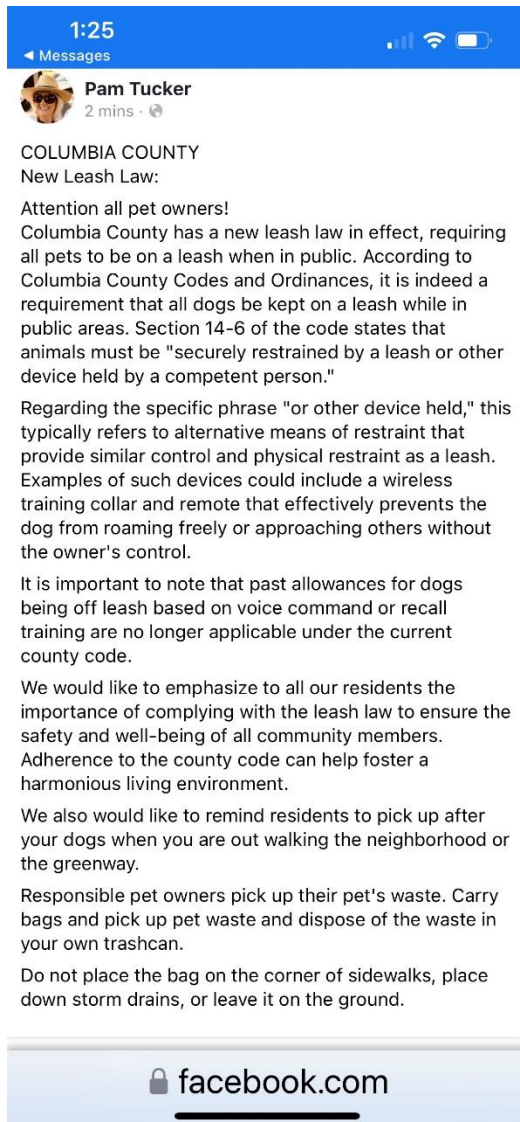 1:25
◀ Messages
Pam Tucker
2 mins ·
COLUMBIA COUNTY
New Leash Law:
Attention all pet owners!
Columbia County has a new leash law in effect, requiring
all pets to be on a leash when in public. According to
Columbia County Codes and Ordinances, it is indeed a
requirement that all dogs be kept on a leash while in
public areas. Section 14-6 of the code states that
animals must be "securely restrained by a leash or other
device held by a competent person."
Regarding the specific phrase "or other device held," this
typically refers to alternative means of restraint that
provide similar control and physical restraint as a leash.
Examples of such devices could include a wireless
training collar and remote that effectively prevents the
dog from roaming freely or approaching others without
the owner's control.
It is important to note that past allowances for dogs
being off leash based on voice command or recall
training are no longer applicable under the current
county code.
We would like to emphasize to all our residents the
importance of complying with the leash law to ensure the
safety and well-being of all community members.
Adherence to the county code can help foster a
harmonious living environment.
We also would like to remind residents to pick up after
your dogs when you are out walking the neighborhood or
the greenway.
Responsible pet owners pick up their pet's waste. Carry
bags and pick up pet waste and dispose of the waste in
your own trashcan.
Do not place the bag on the corner of sidewalks, place
down storm drains, or leave it on the ground.
facebook.com